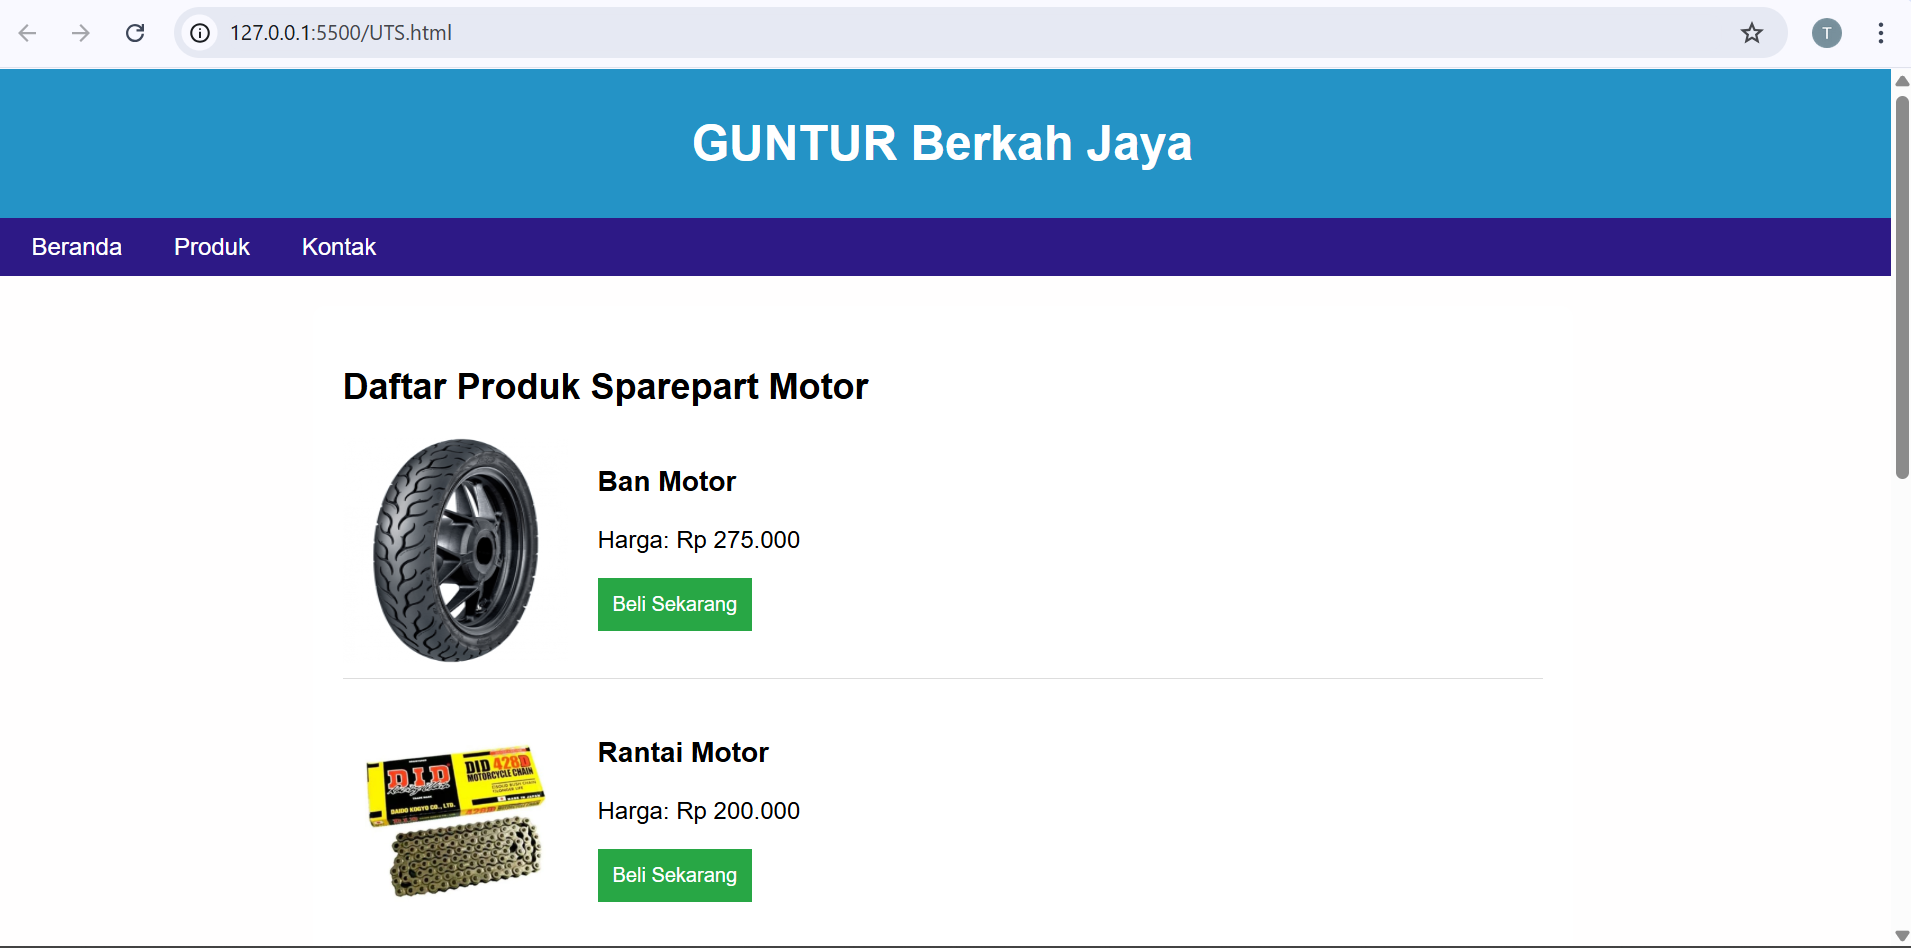 127.0.0.1:5500/UTS.html
T
GUNTUR Berkah Jaya
Beranda Produk Kontak
Daftar Produk Sparepart Motor
Ban Motor
Harga: Rp 275.000
Beli Sekarang
Rantai Motor
Harga: Rp 200.000
Beli Sekarang
D.I.D
DID 428D
MOTORCYCLE CHAIN
DAIDO KOGYO CO., LTD.